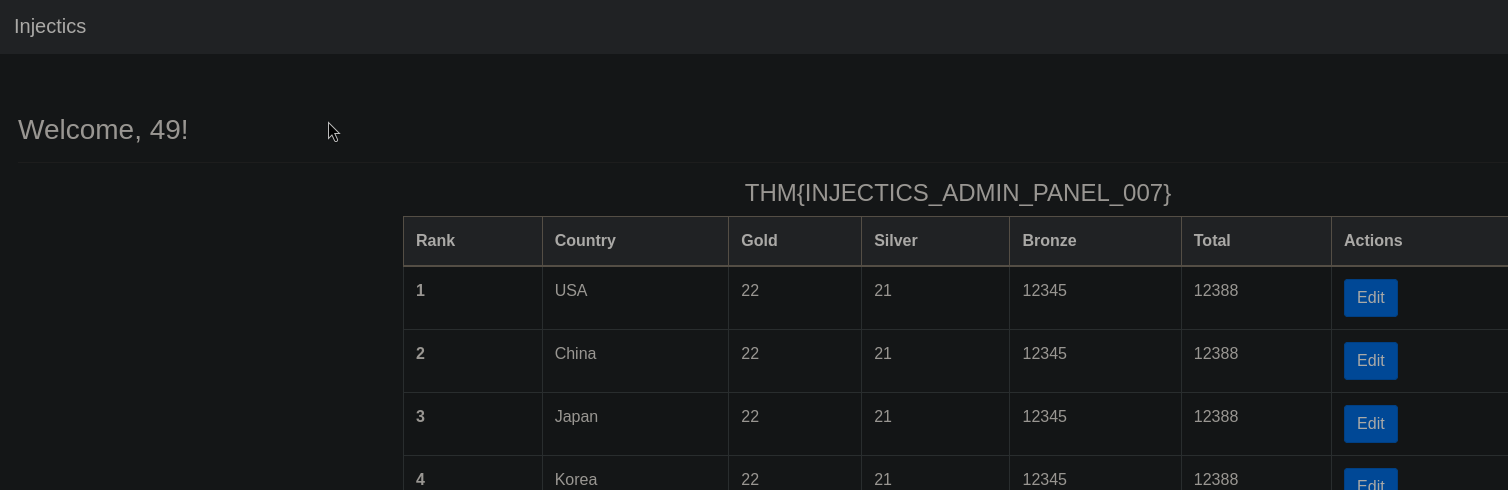 Injectics
Welcome, 49!
THM{INJECTICS_ADMIN_PANEL_007}
Rank Country Gold Silver Bronze Total Actions
1 USA 22 21 12345 12388 Edit
2 China 22 21 12345 12388 Edit
3 Japan 22 21 12345 12388 Edit
4 Korea 22 21 12345 12388 Edit